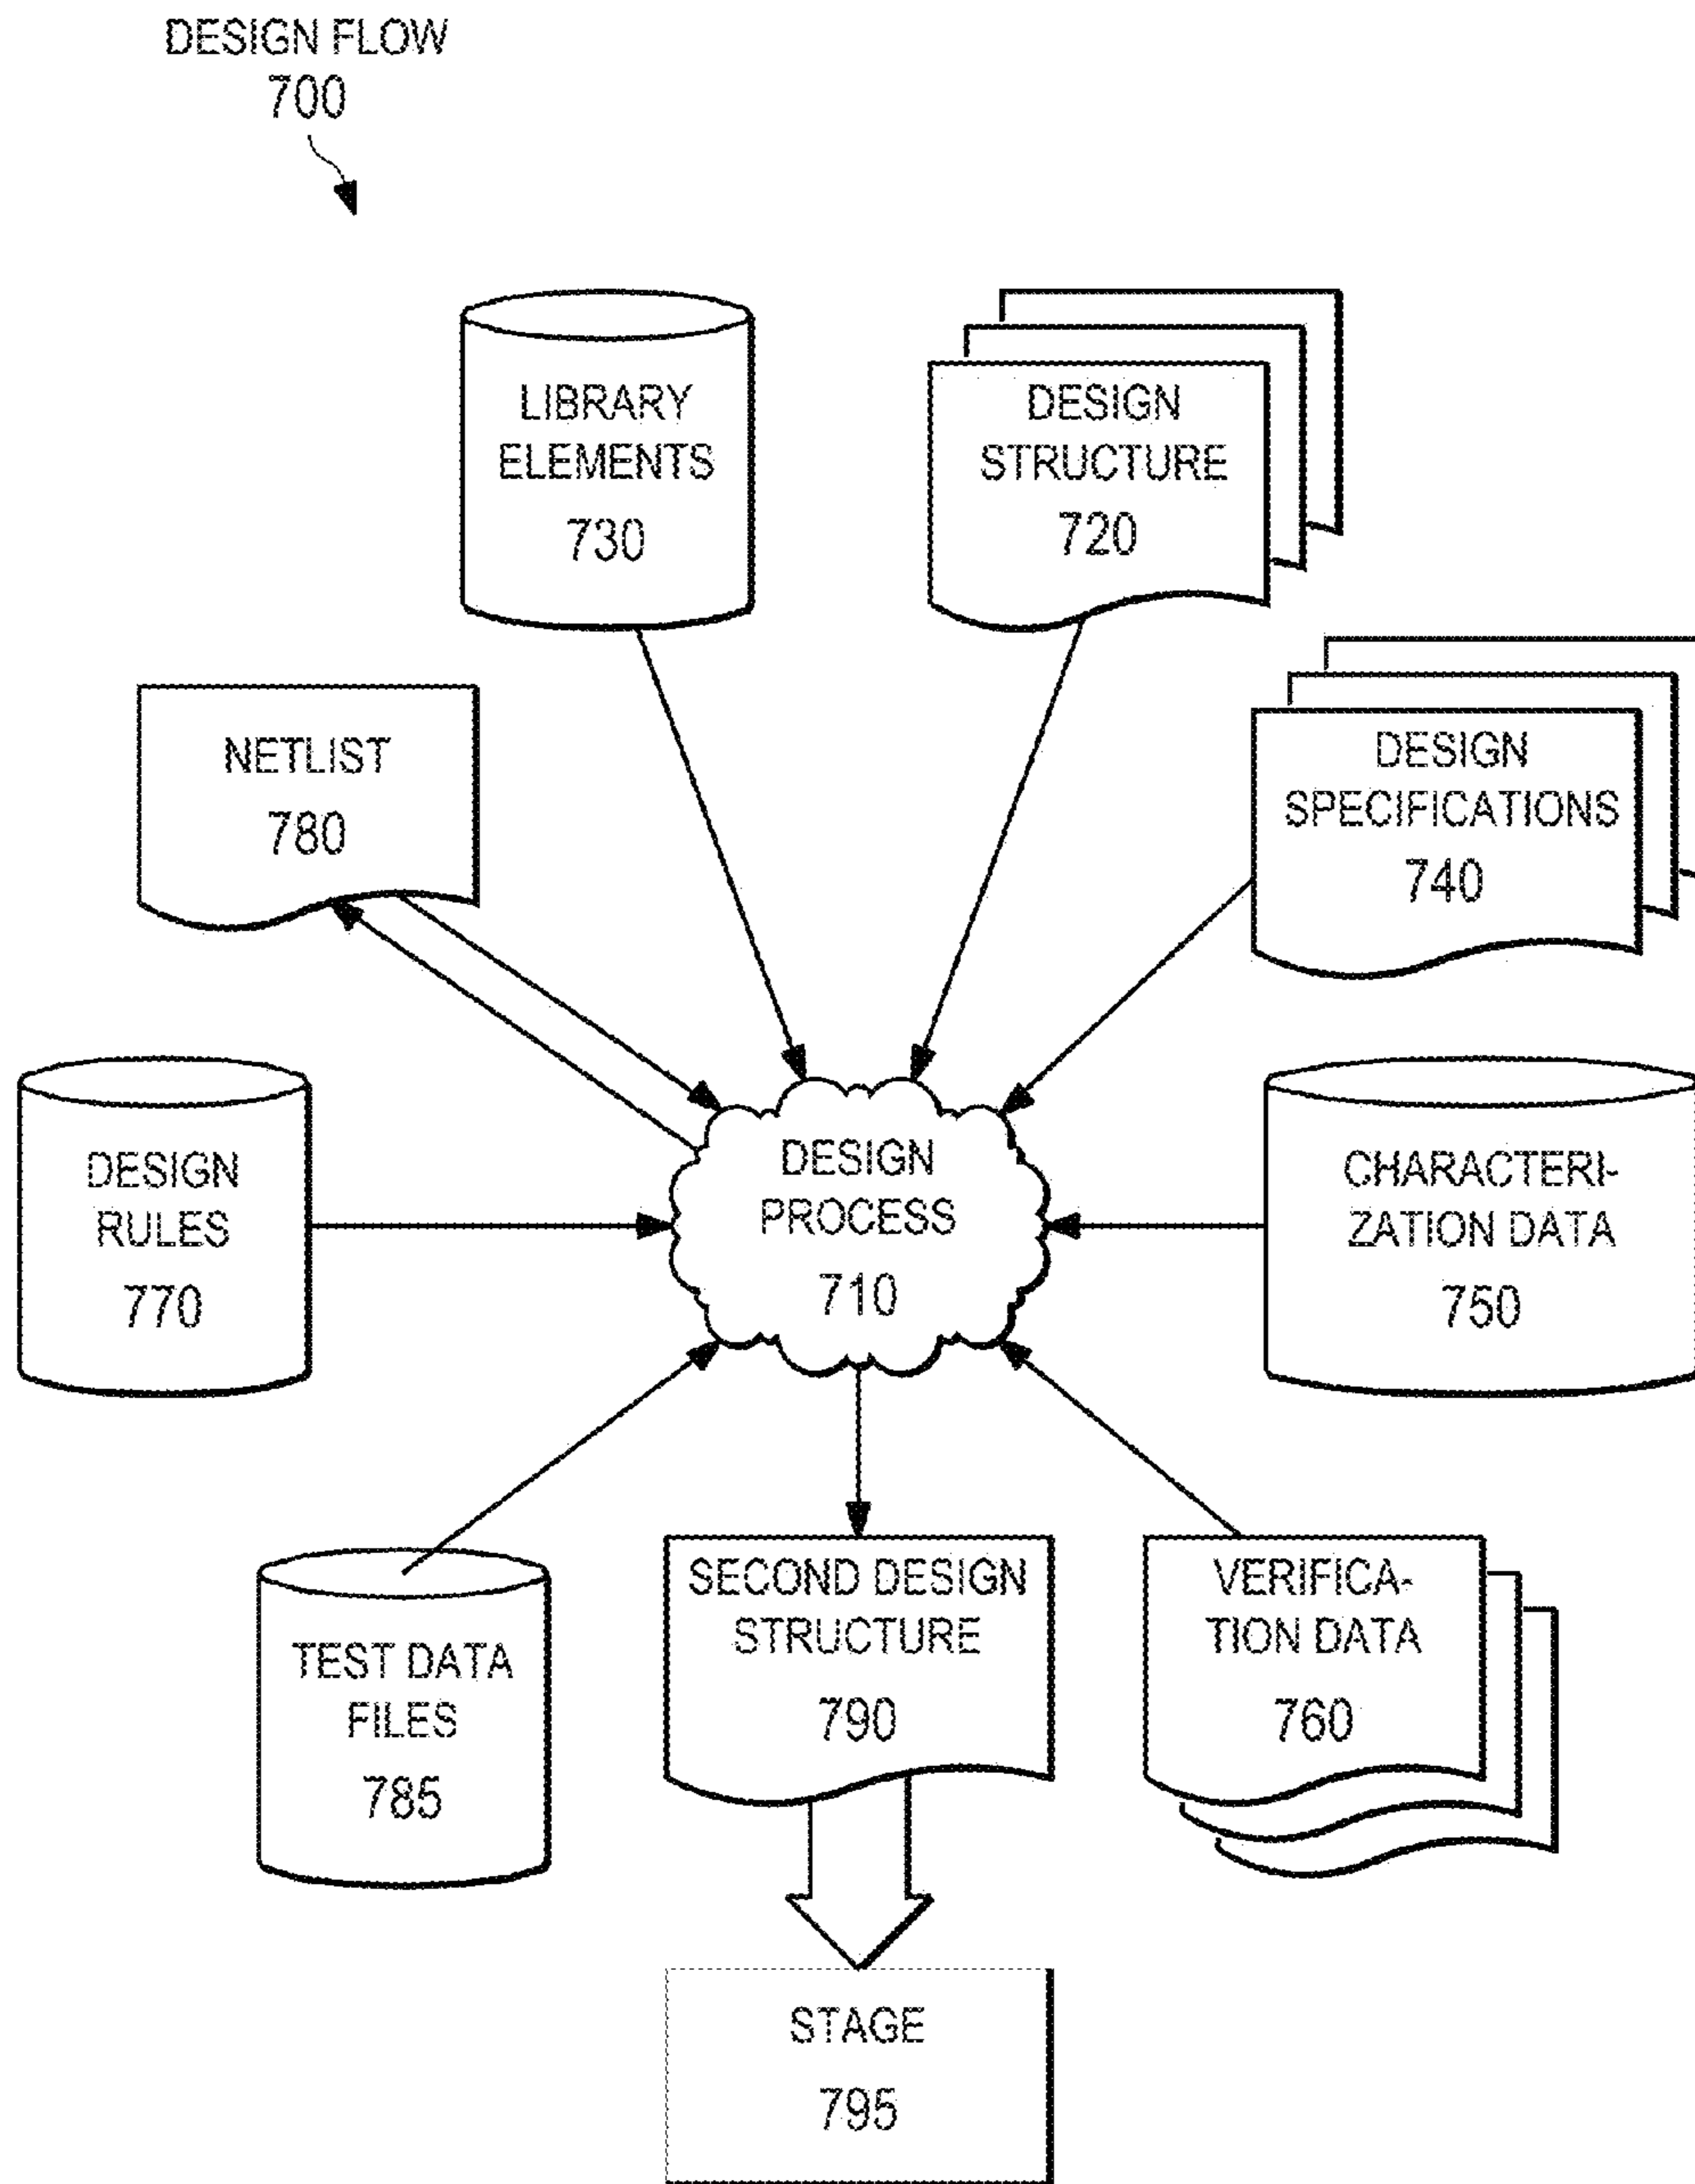 DESIGN FLOW
700
LIBRARY
ELEMENTS
730
DESIGN
STRUCTURE
720
NETLIST
780
DESIGN
SPECIFICATIONS
740
DESIGN
RULES
770
DESIGN
PROCESS
710
CHARACTERI-
ZATION DATA
750
TEST DATA
FILES
785
SECOND DESIGN
STRUCTURE
790
VERIFICA-
TION DATA
760
STAGE
795